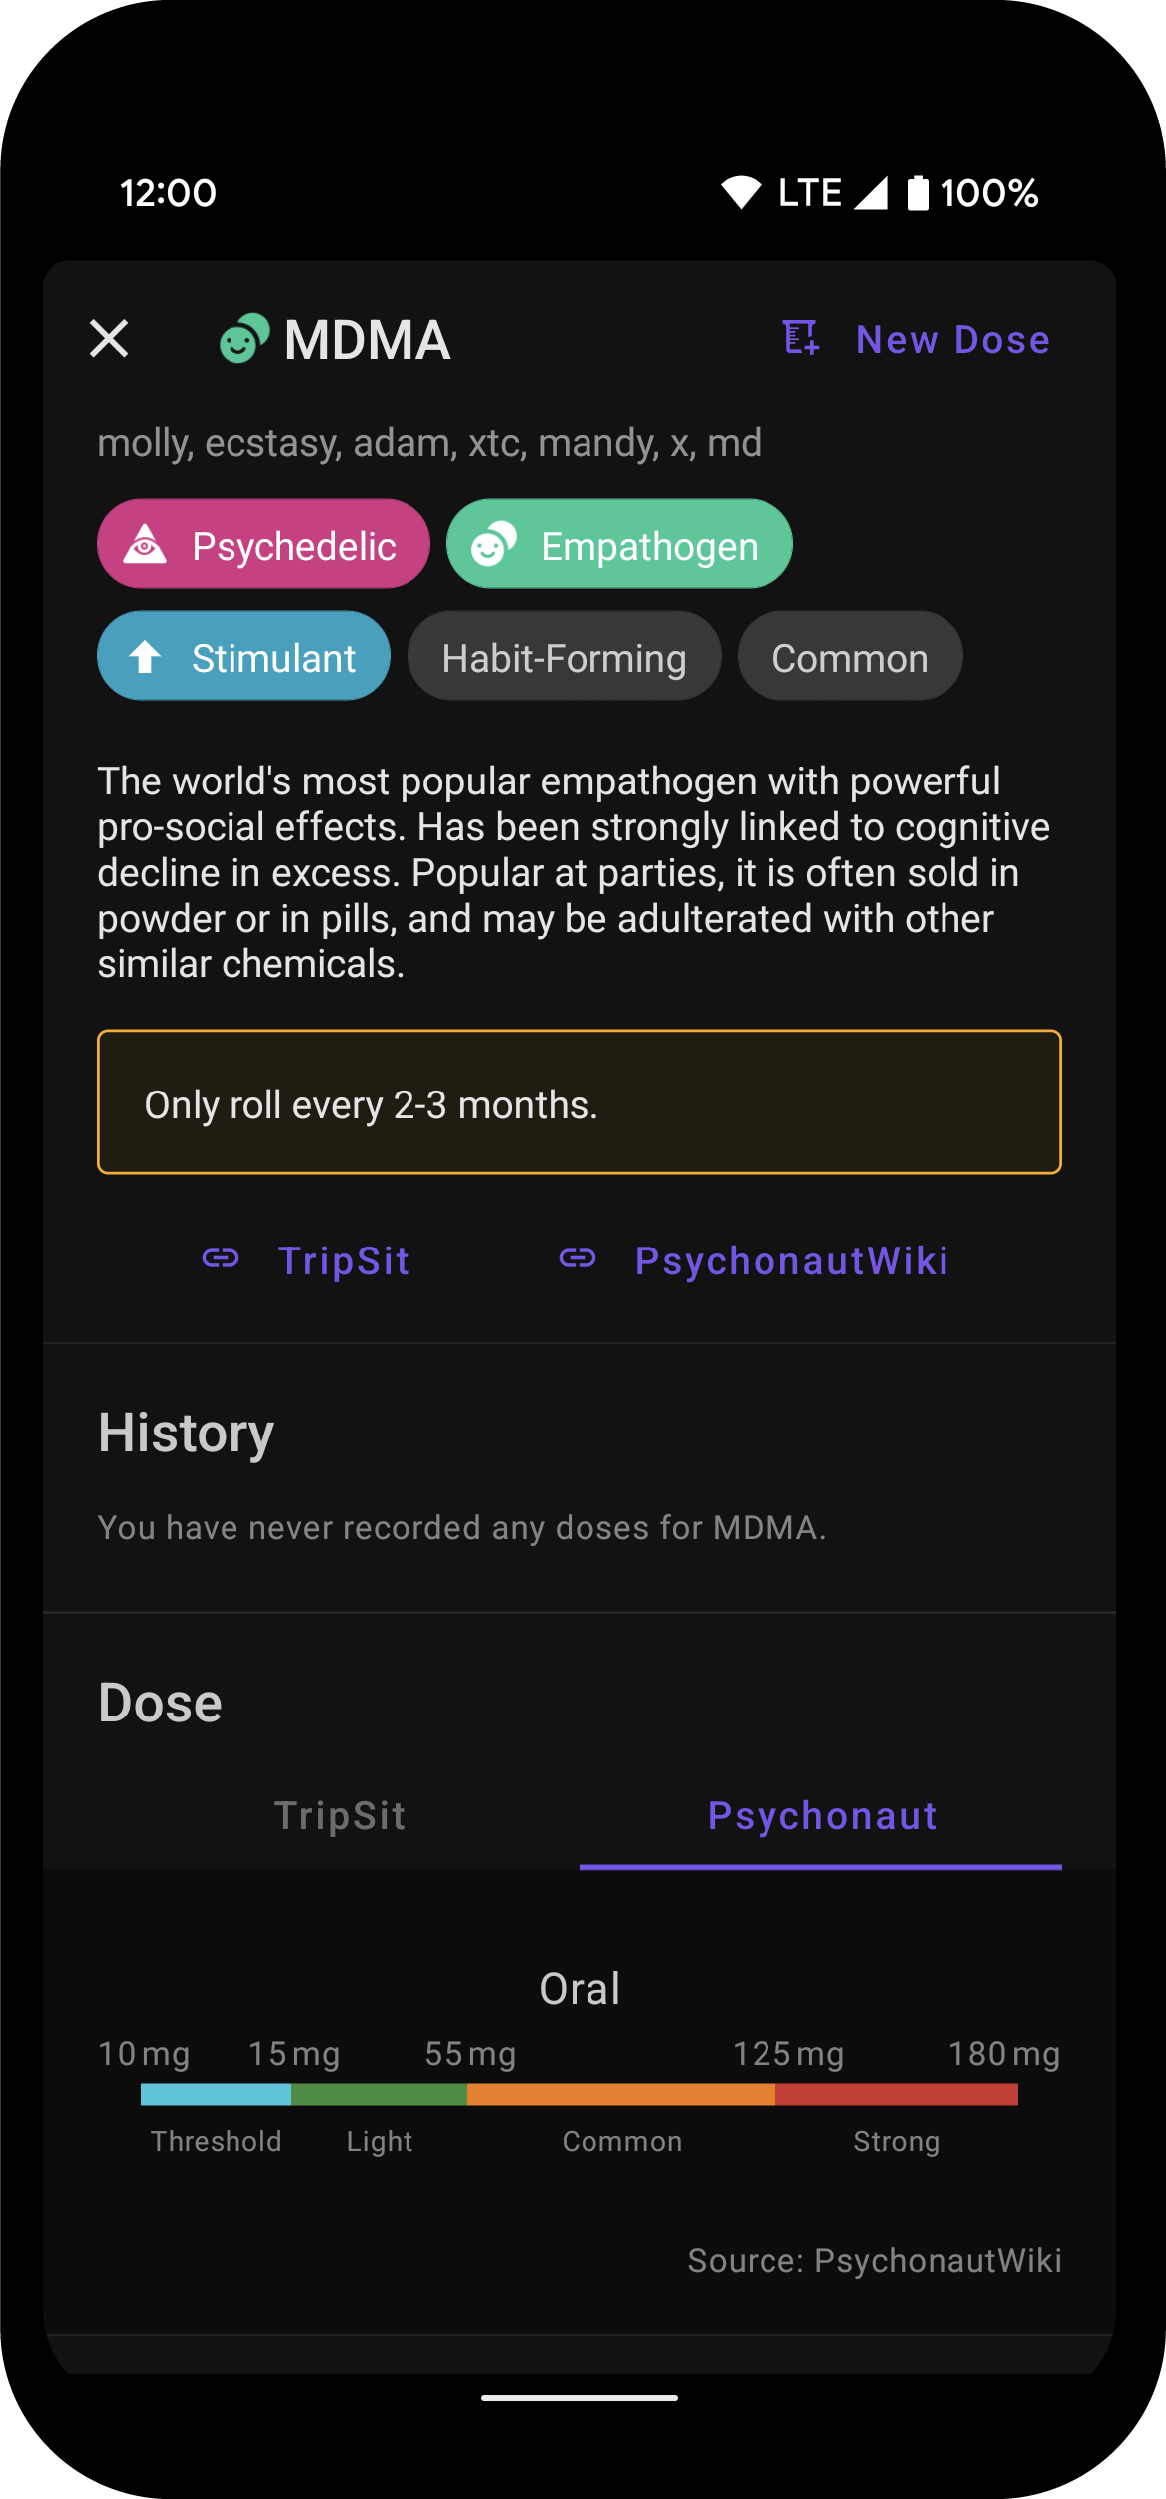 12:00 LTE 100%
MDMA New Dose
molly, ecstasy, adam, xtc, mandy, x, md
Psychedelic Empathogen
Stimulant Habit-Forming Common
The world's most popular empathogen with powerful
pro-social effects. Has been strongly linked to cognitive
decline in excess. Popular at parties, it is often sold in
powder or in pills, and may be adulterated with other
similar chemicals.
Only roll every 2-3 months.
TripSit PsychonautWiki
History
You have never recorded any doses for MDMA.
Dose
TripSit Psychonaut
Oral
10 mg 15 mg 55 mg 125 mg 180 mg
Threshold Light Common Strong
Source: PsychonautWiki